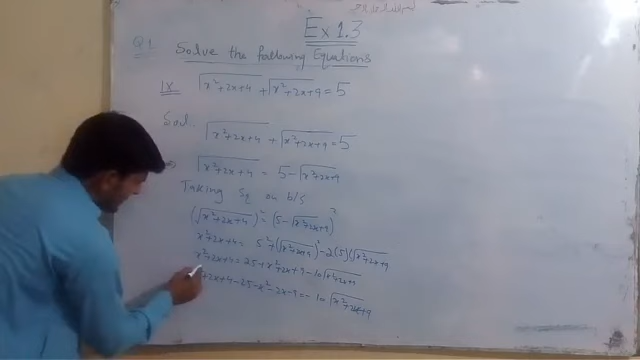 Ex 1.3
Q1 Solve the following Equations
IX √x²+2x+4 + √x²+2x+9 = 5
Sol.
√x²+2x+4 + √x²+2x+9 = 5
⇒ √x²+2x+4 = 5 - √x²+2x+9
Taking Sq on b/s
(√x²+2x+4)² = (5 - √x²+2x+9)²
x²+2x+4 = 5² + (√x²+2x+9)² - 2(5)(√x²+2x+9
x²+2x+4 = 25 + x²+2x+9 - 10√x²+2x+9
+2x+4 - 25 - x² - 2x - 9 = - 10 √x²+2x+9